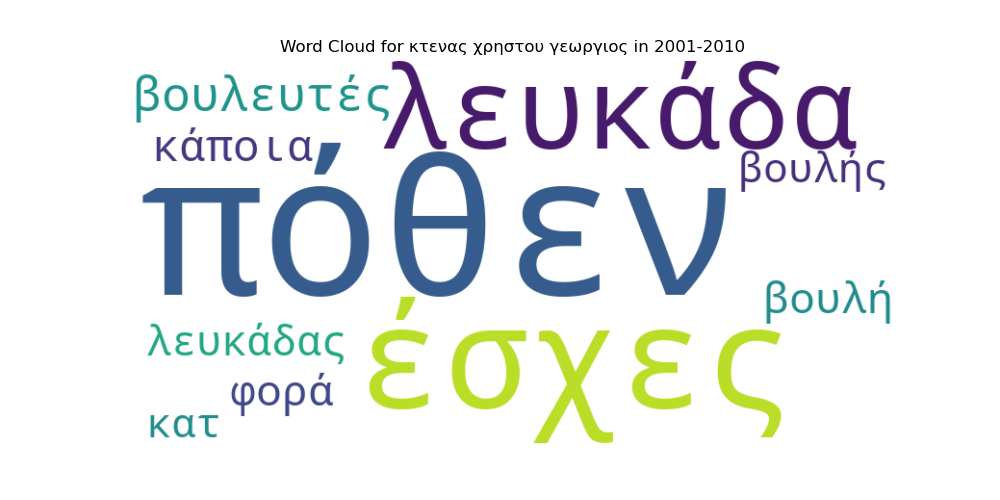 Word Cloud for κτενας χρηστου γεωργιος in 2001-2010
βουλευτές λευκάδα
κάποια βουλής
πόθεν
βουλή
λευκάδας έσχες
φορά
κατ